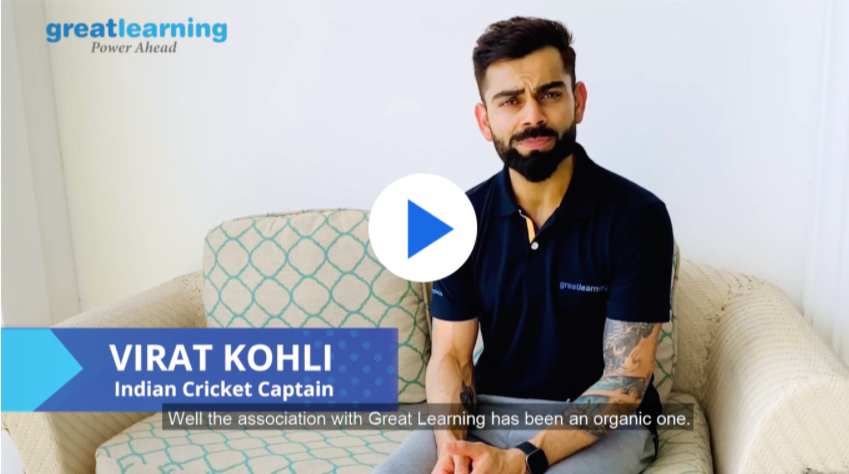 greatlearning
Power Ahead
greatlearning
VIRAT KOHLI
Indian Cricket Captain
Well the association with Great Learning has been an organic one.